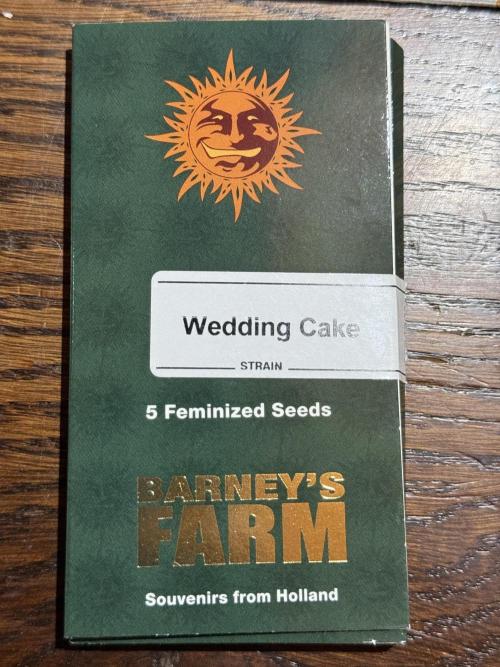 Wedding Cake
STRAIN
5 Feminized Seeds
BARNEY'S
FARM
Souvenirs from Holland